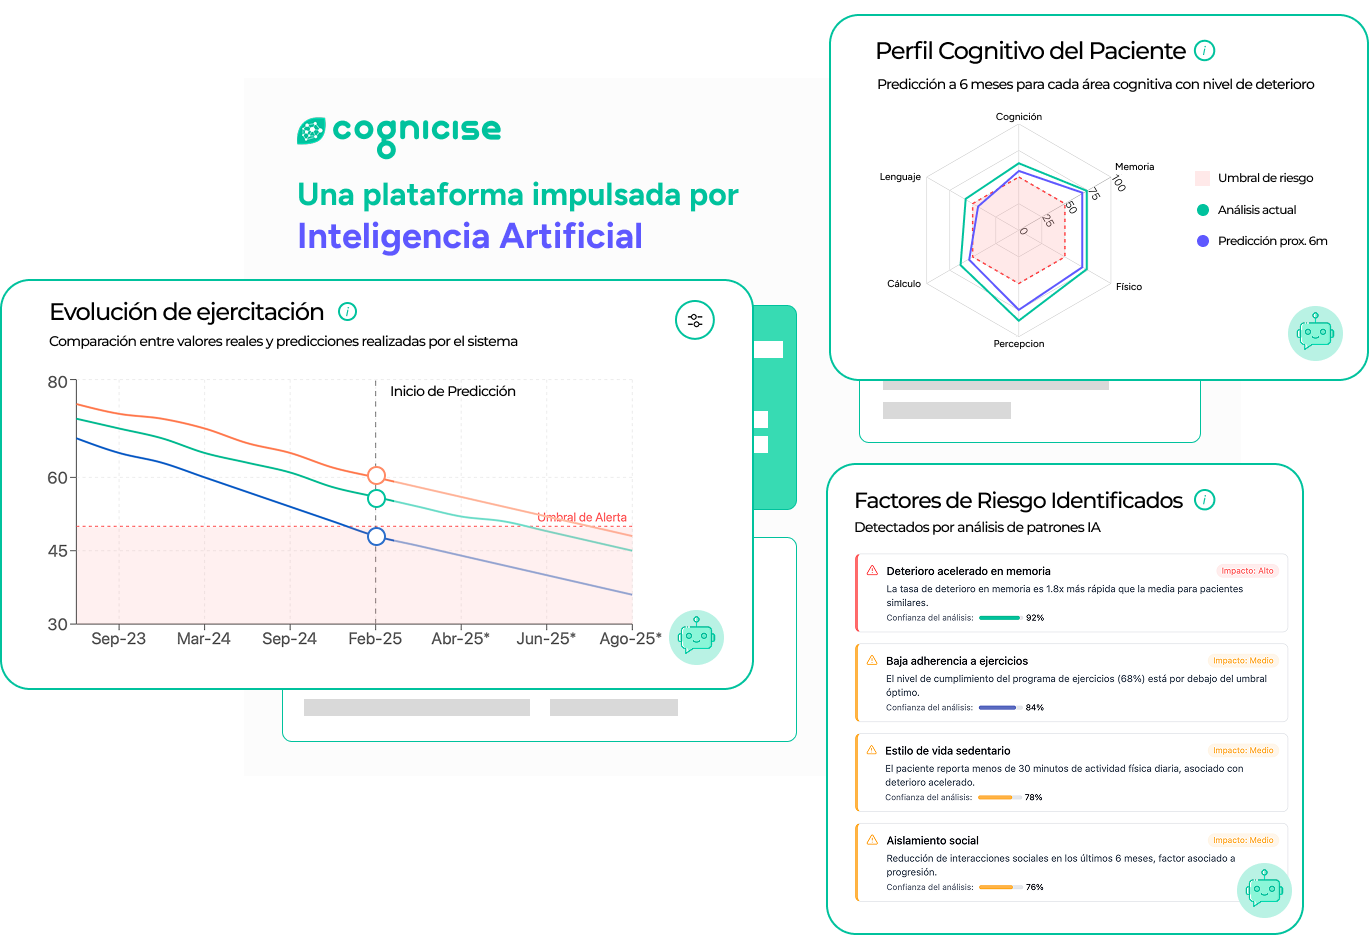 cognicise
Una plataforma impulsada por
Inteligencia Artificial
Evolución de ejercitación i
Comparación entre valores reales y predicciones realizadas por el sistema
80
60
45
30
Inicio de Predicción
Umbral de Alerta
Sep-23
Mar-24
Sep-24
Feb-25
Abr-25*
Jun-25*
Ago-25*
Perfil Cognitivo del Paciente i
Predicción a 6 meses para cada área cognitiva con nivel de deterioro
Cognición
Memoria
Físico
Percepcion
Cálculo
Lenguaje
0
25
50
75
100
Umbral de riesgo
Análisis actual
Predicción prox. 6m
Factores de Riesgo Identificados i
Detectados por análisis de patrones IA
Deterioro acelerado en memoria
Impacto: Alto
La tasa de deterioro en memoria es 1.8x más rápida que la media para pacientes
similares.
Confianza del análisis: 92%
Baja adherencia a ejercicios
Impacto: Medio
El nivel de cumplimiento del programa de ejercicios (68%) está por debajo del umbral
óptimo.
Confianza del análisis: 84%
Estilo de vida sedentario
Impacto: Medio
El paciente reporta menos de 30 minutos de actividad física diaria, asociado con
deterioro acelerado.
Confianza del análisis: 78%
Aislamiento social
Impacto: Medio
Reducción de interacciones sociales en los últimos 6 meses, factor asociado a
progresión.
Confianza del análisis: 76%